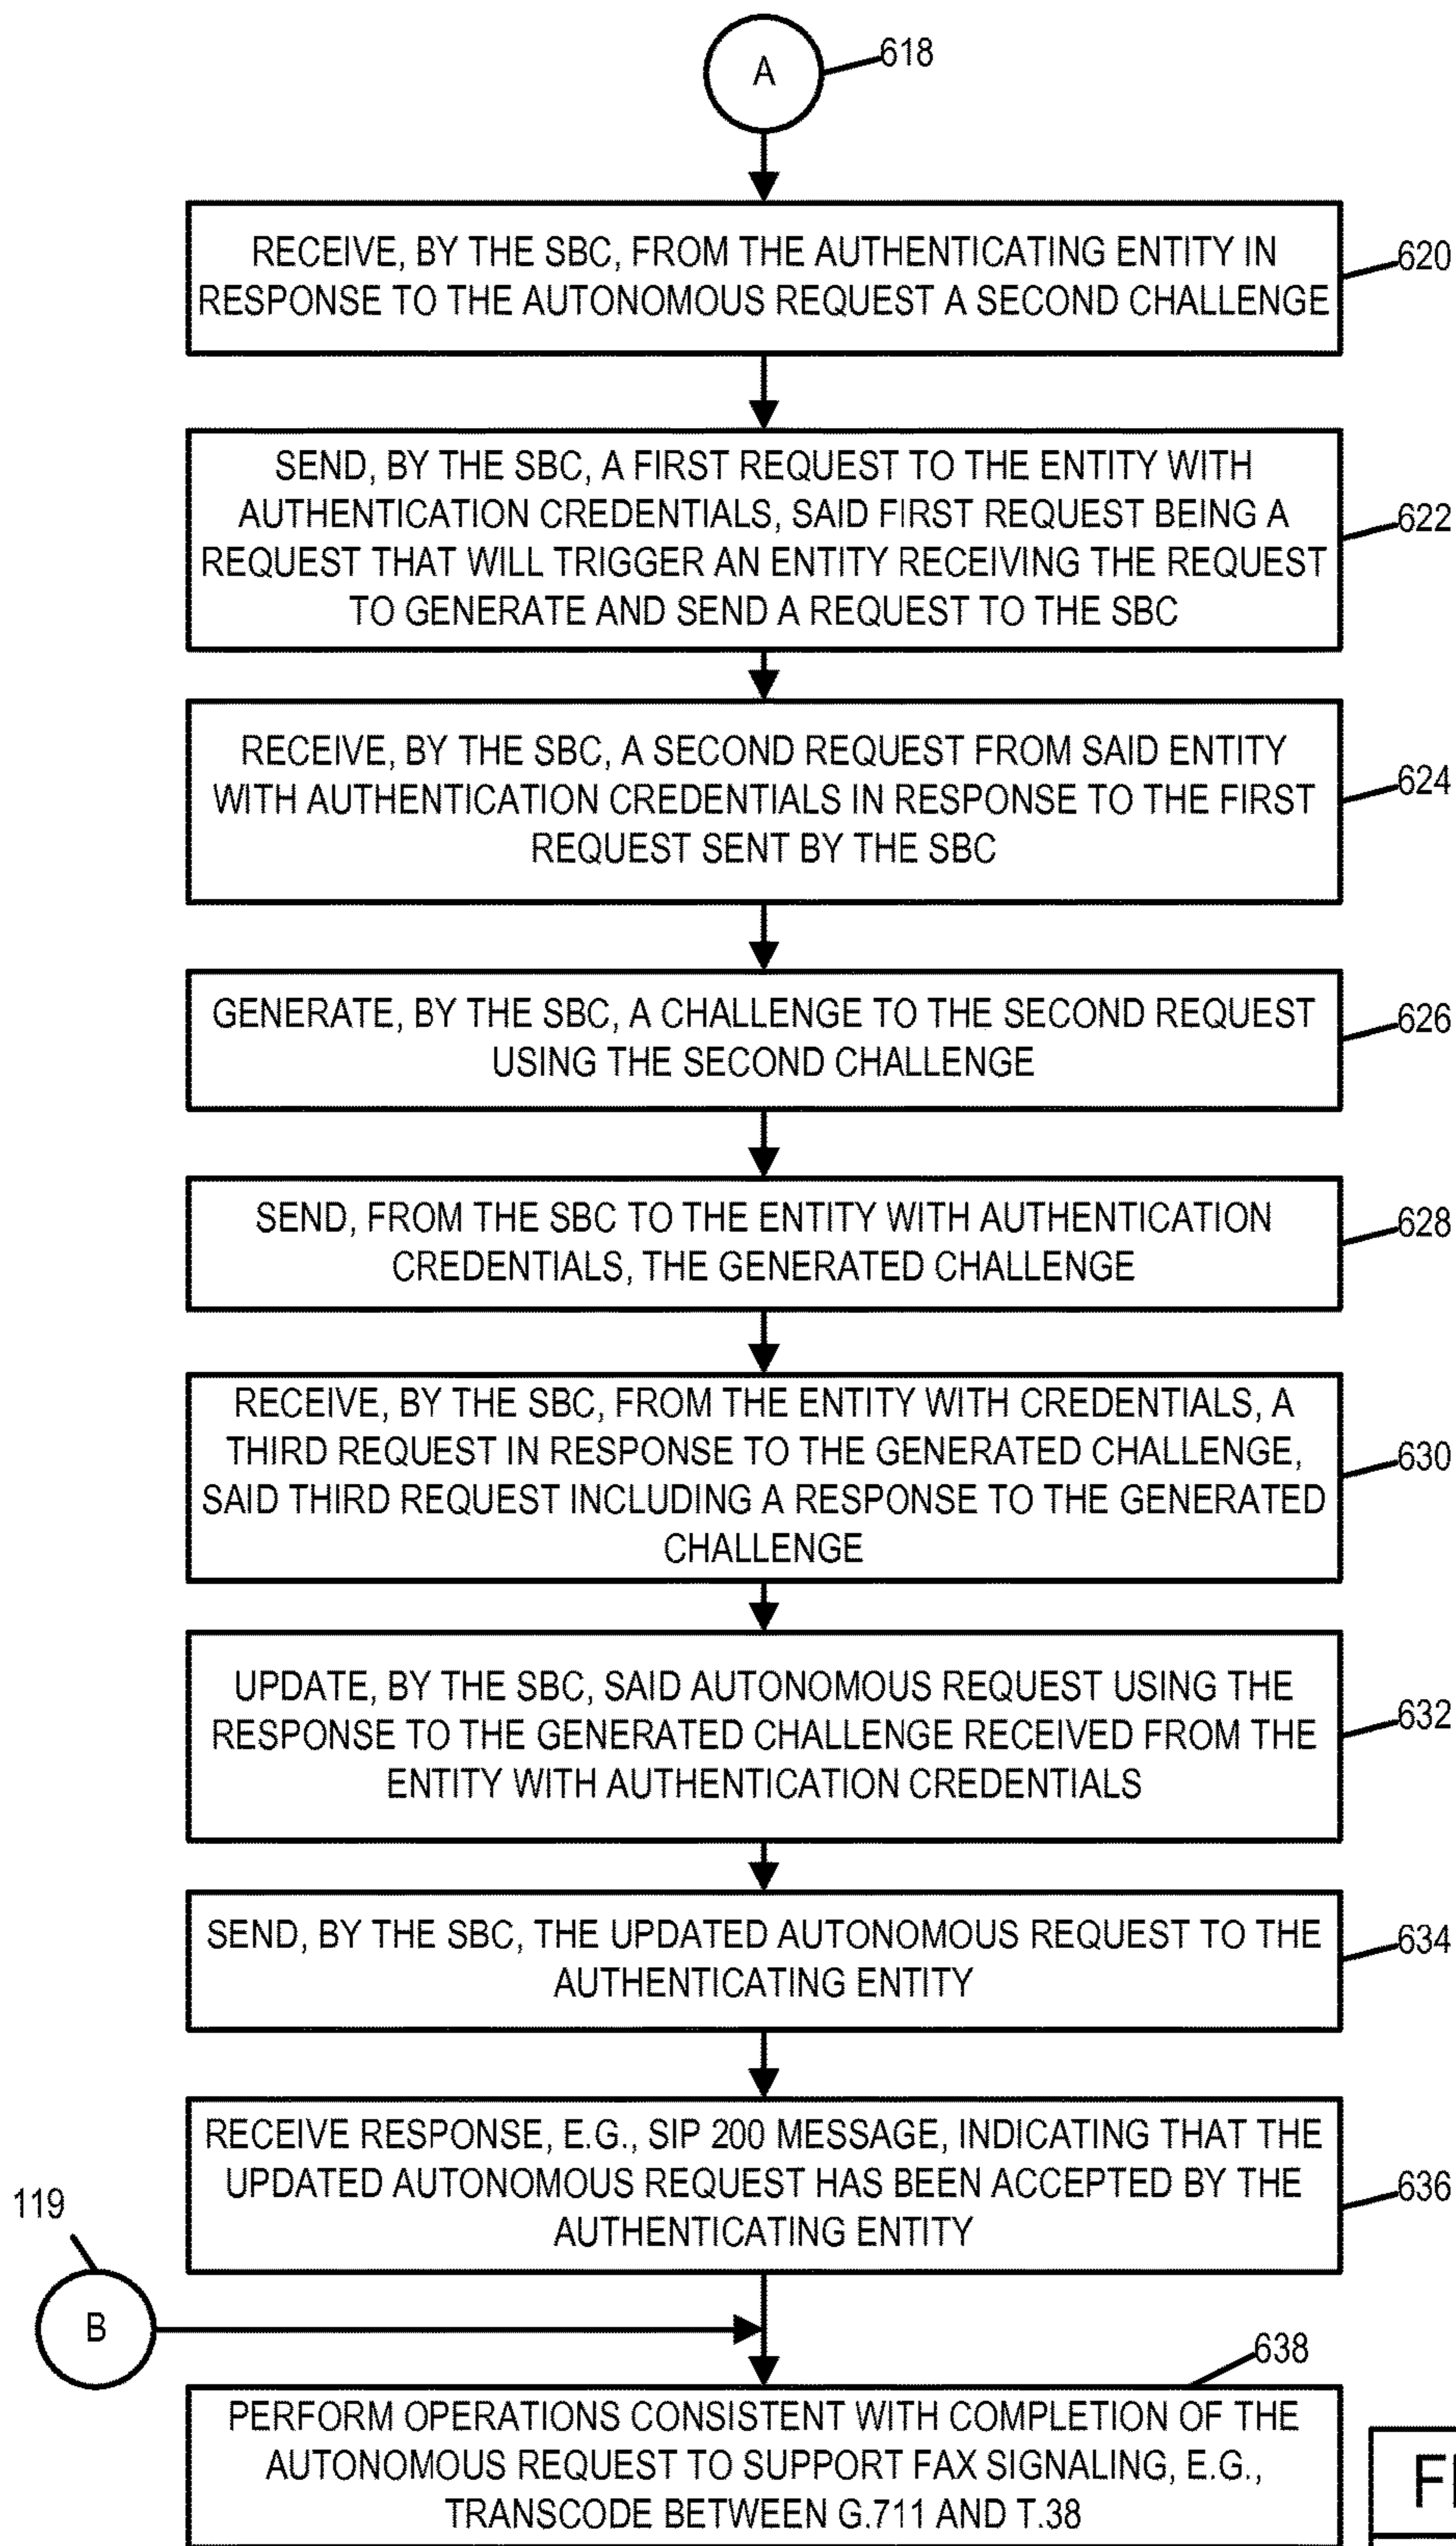 A
618
RECEIVE, BY THE SBC, FROM THE AUTHENTICATING ENTITY IN
RESPONSE TO THE AUTONOMOUS REQUEST A SECOND CHALLENGE
620
SEND, BY THE SBC, A FIRST REQUEST TO THE ENTITY WITH
AUTHENTICATION CREDENTIALS, SAID FIRST REQUEST BEING A
REQUEST THAT WILL TRIGGER AN ENTITY RECEIVING THE REQUEST
TO GENERATE AND SEND A REQUEST TO THE SBC
622
RECEIVE, BY THE SBC, A SECOND REQUEST FROM SAID ENTITY
WITH AUTHENTICATION CREDENTIALS IN RESPONSE TO THE FIRST
REQUEST SENT BY THE SBC
624
GENERATE, BY THE SBC, A CHALLENGE TO THE SECOND REQUEST
USING THE SECOND CHALLENGE
626
SEND, FROM THE SBC TO THE ENTITY WITH AUTHENTICATION
CREDENTIALS, THE GENERATED CHALLENGE
628
RECEIVE, BY THE SBC, FROM THE ENTITY WITH CREDENTIALS, A
THIRD REQUEST IN RESPONSE TO THE GENERATED CHALLENGE,
SAID THIRD REQUEST INCLUDING A RESPONSE TO THE GENERATED
CHALLENGE
630
UPDATE, BY THE SBC, SAID AUTONOMOUS REQUEST USING THE
RESPONSE TO THE GENERATED CHALLENGE RECEIVED FROM THE
ENTITY WITH AUTHENTICATION CREDENTIALS
632
SEND, BY THE SBC, THE UPDATED AUTONOMOUS REQUEST TO THE
AUTHENTICATING ENTITY
634
RECEIVE RESPONSE, E.G., SIP 200 MESSAGE, INDICATING THAT THE
UPDATED AUTONOMOUS REQUEST HAS BEEN ACCEPTED BY THE
AUTHENTICATING ENTITY
636
119
B
638
PERFORM OPERATIONS CONSISTENT WITH COMPLETION OF THE
AUTONOMOUS REQUEST TO SUPPORT FAX SIGNALING, E.G.,
TRANSCODE BETWEEN G.711 AND T.38